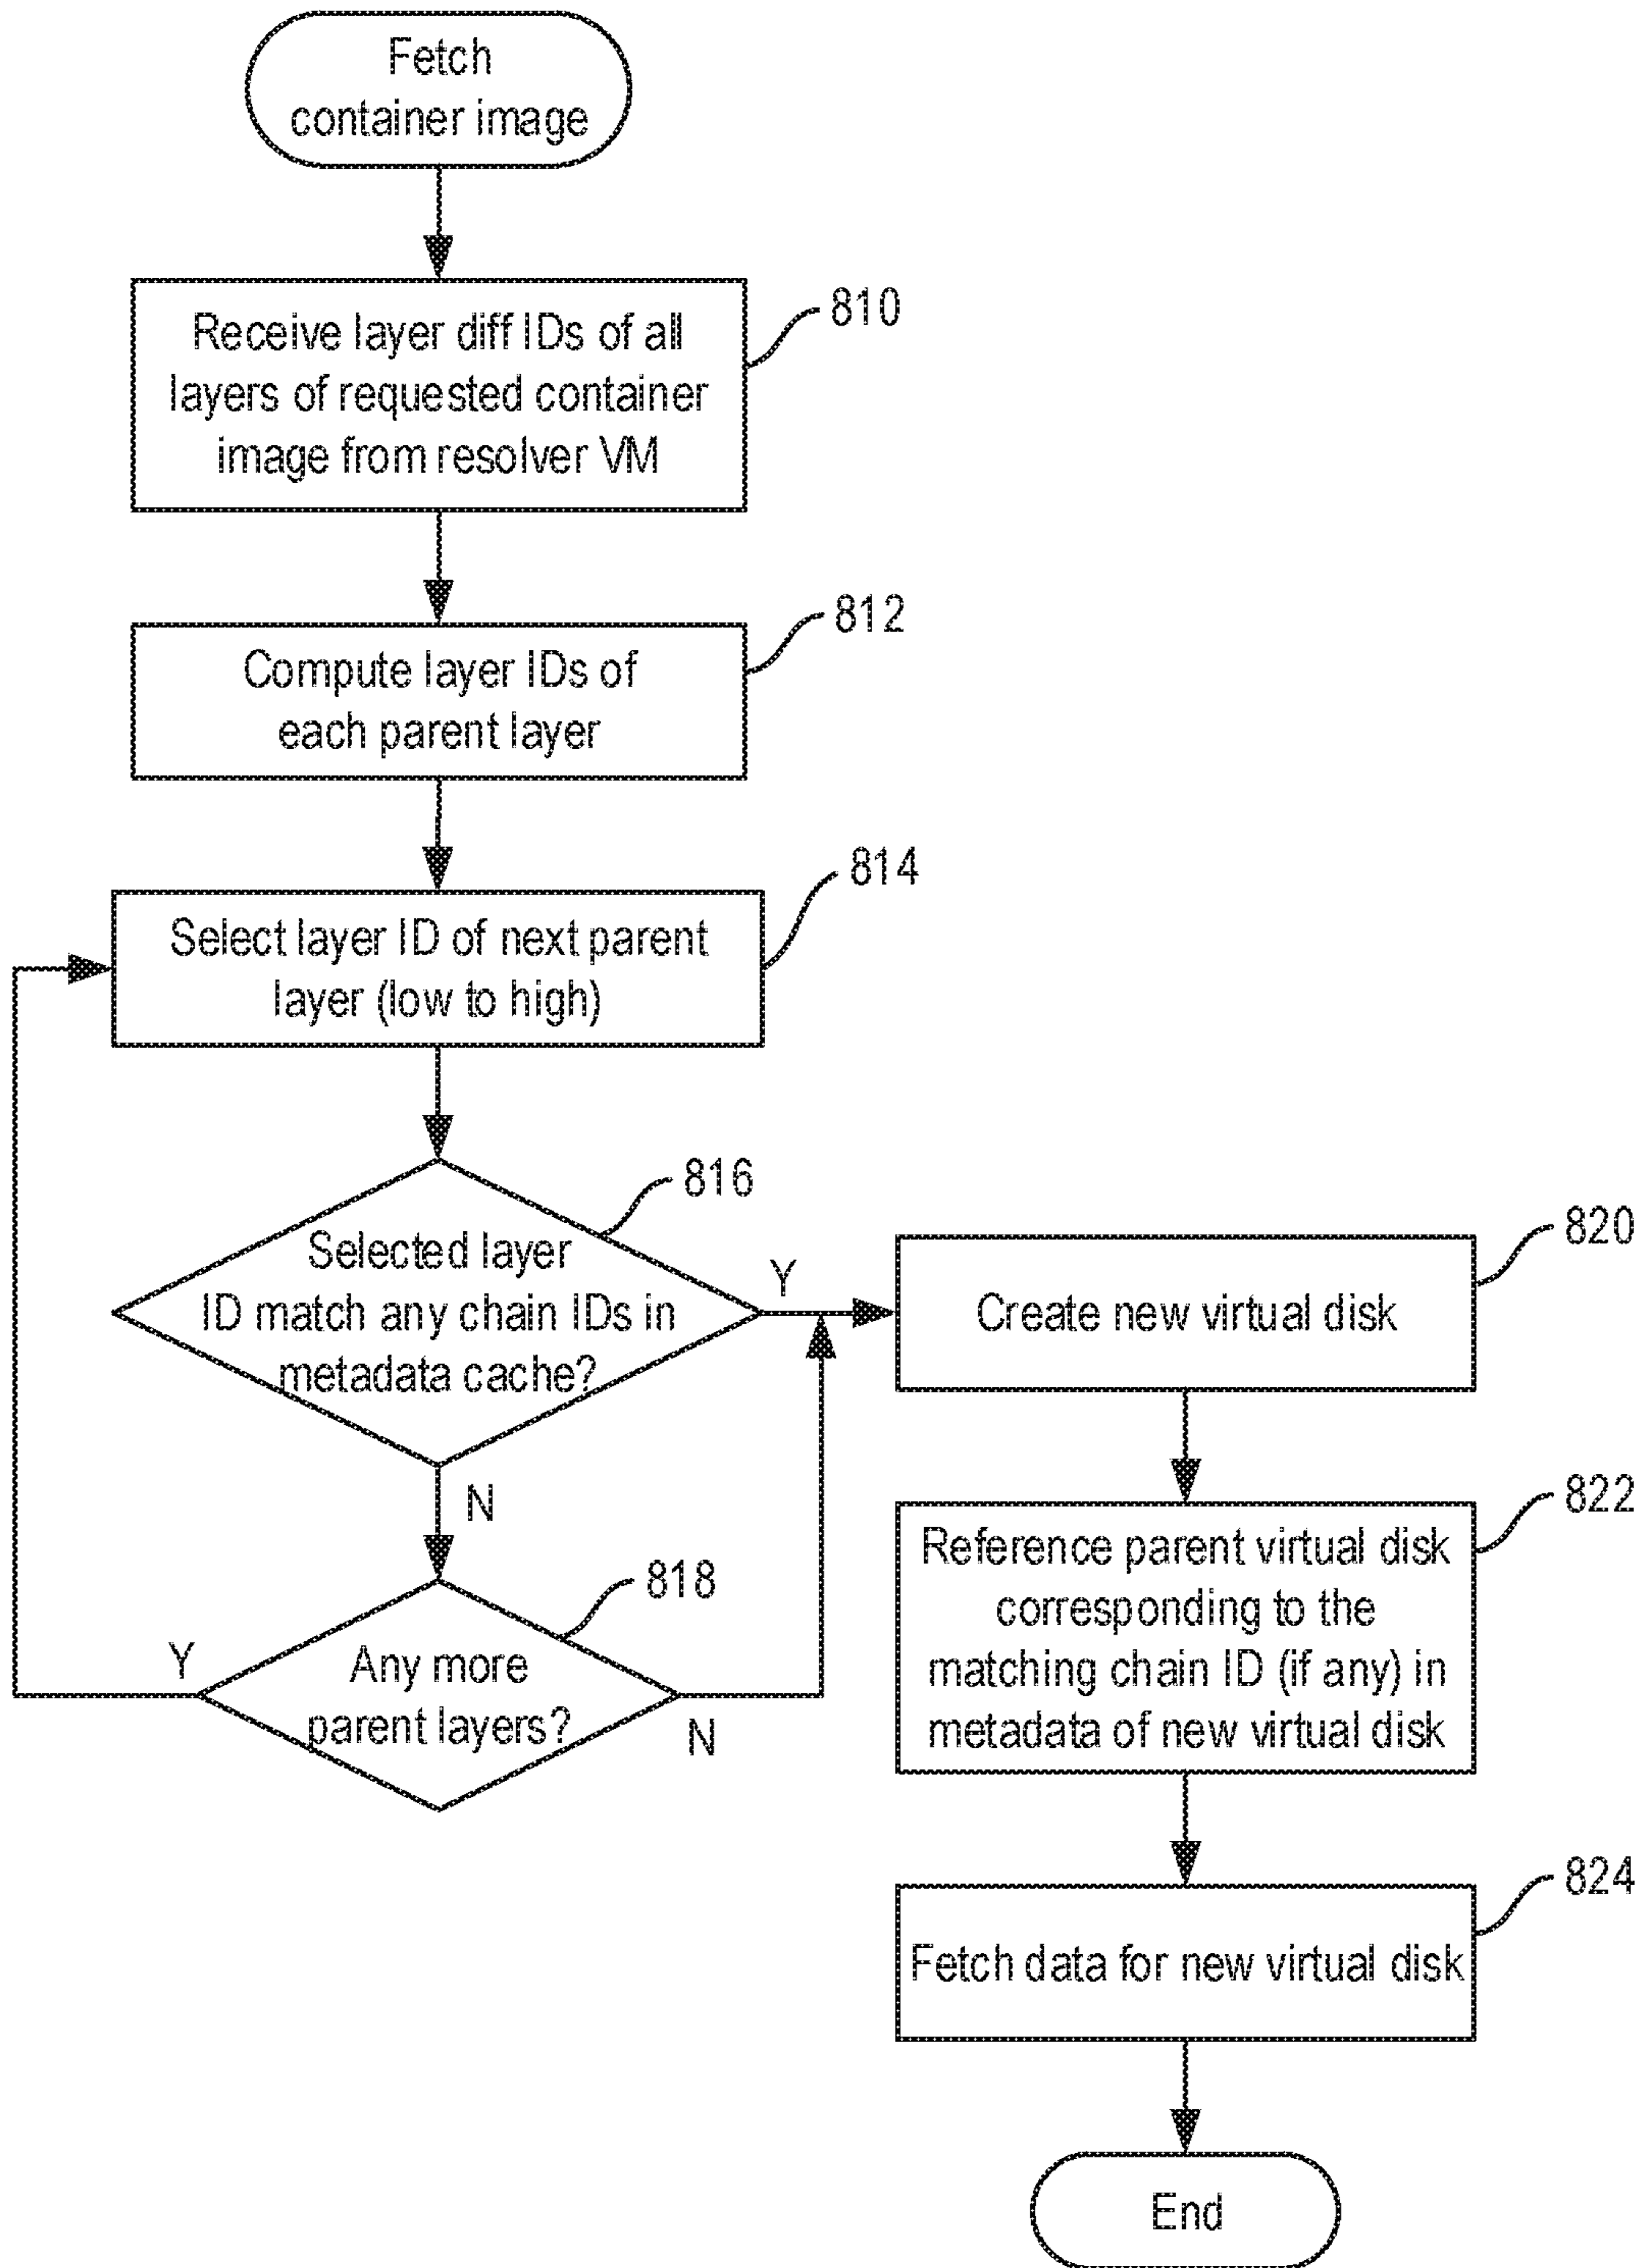 Fetch
container image
Receive layer diff IDs of all
layers of requested container
image from resolver VM
810
Compute layer IDs of
each parent layer
812
Select layer ID of next parent
layer (low to high)
814
Selected layer
ID match any chain IDs in
metadata cache?
816
Y
N
Any more
parent layers?
818
Y
N
Create new virtual disk
820
Reference parent virtual disk
corresponding to the
matching chain ID (if any) in
metadata of new virtual disk
822
Fetch data for new virtual disk
824
End